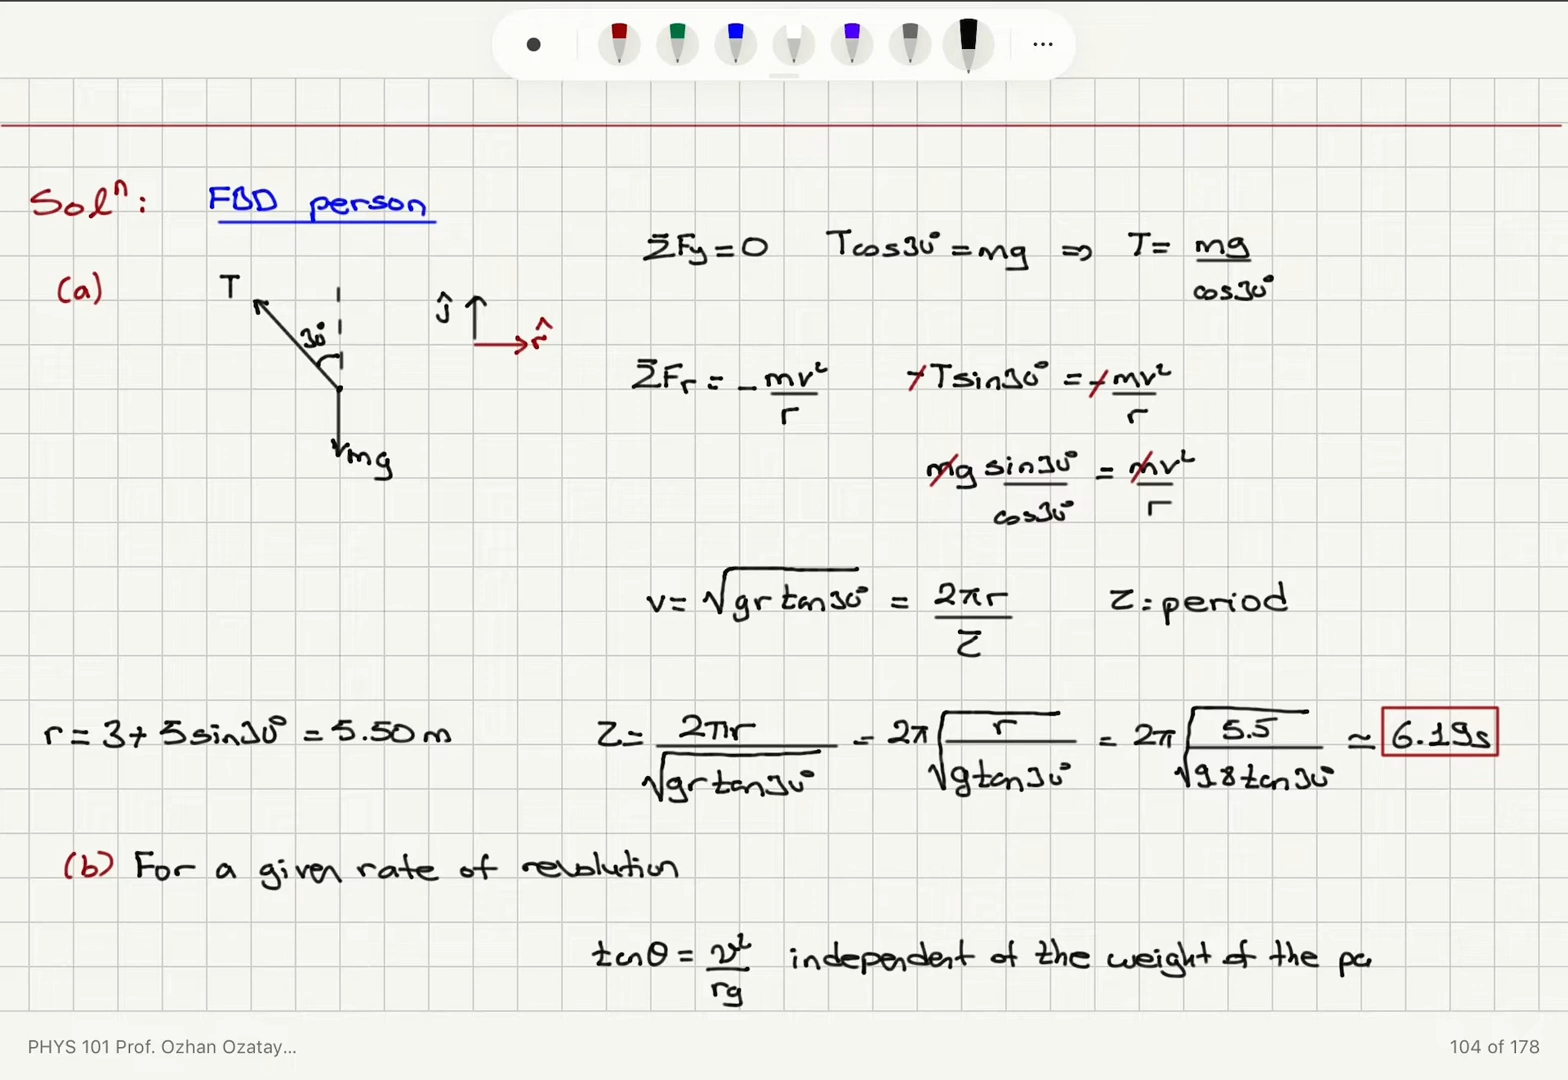 Solⁿ: FBD person
ΣFy = 0 Tcos30° = mg ⇒ T = mg/cos30°
(a) T 30° ĵ r̂ mg
ΣFr = -mv²/r -Tsin30° = -mv²/r
mg sin30°/cos30° = mv²/r
v = √(gr tan30°) = 2πr/τ τ: period
r = 3 + 5sin30° = 5.50 m τ = 2πr/√(gr tan30°) = 2π√(r/(g tan30°)) = 2π√(5.5/(9.8 tan30°)) ≃ 6.19s
(b) For a given rate of revolution
tanθ = v²/rg independent of the weight of the pa
PHYS 101 Prof. Ozhan Ozatay... 104 of 178